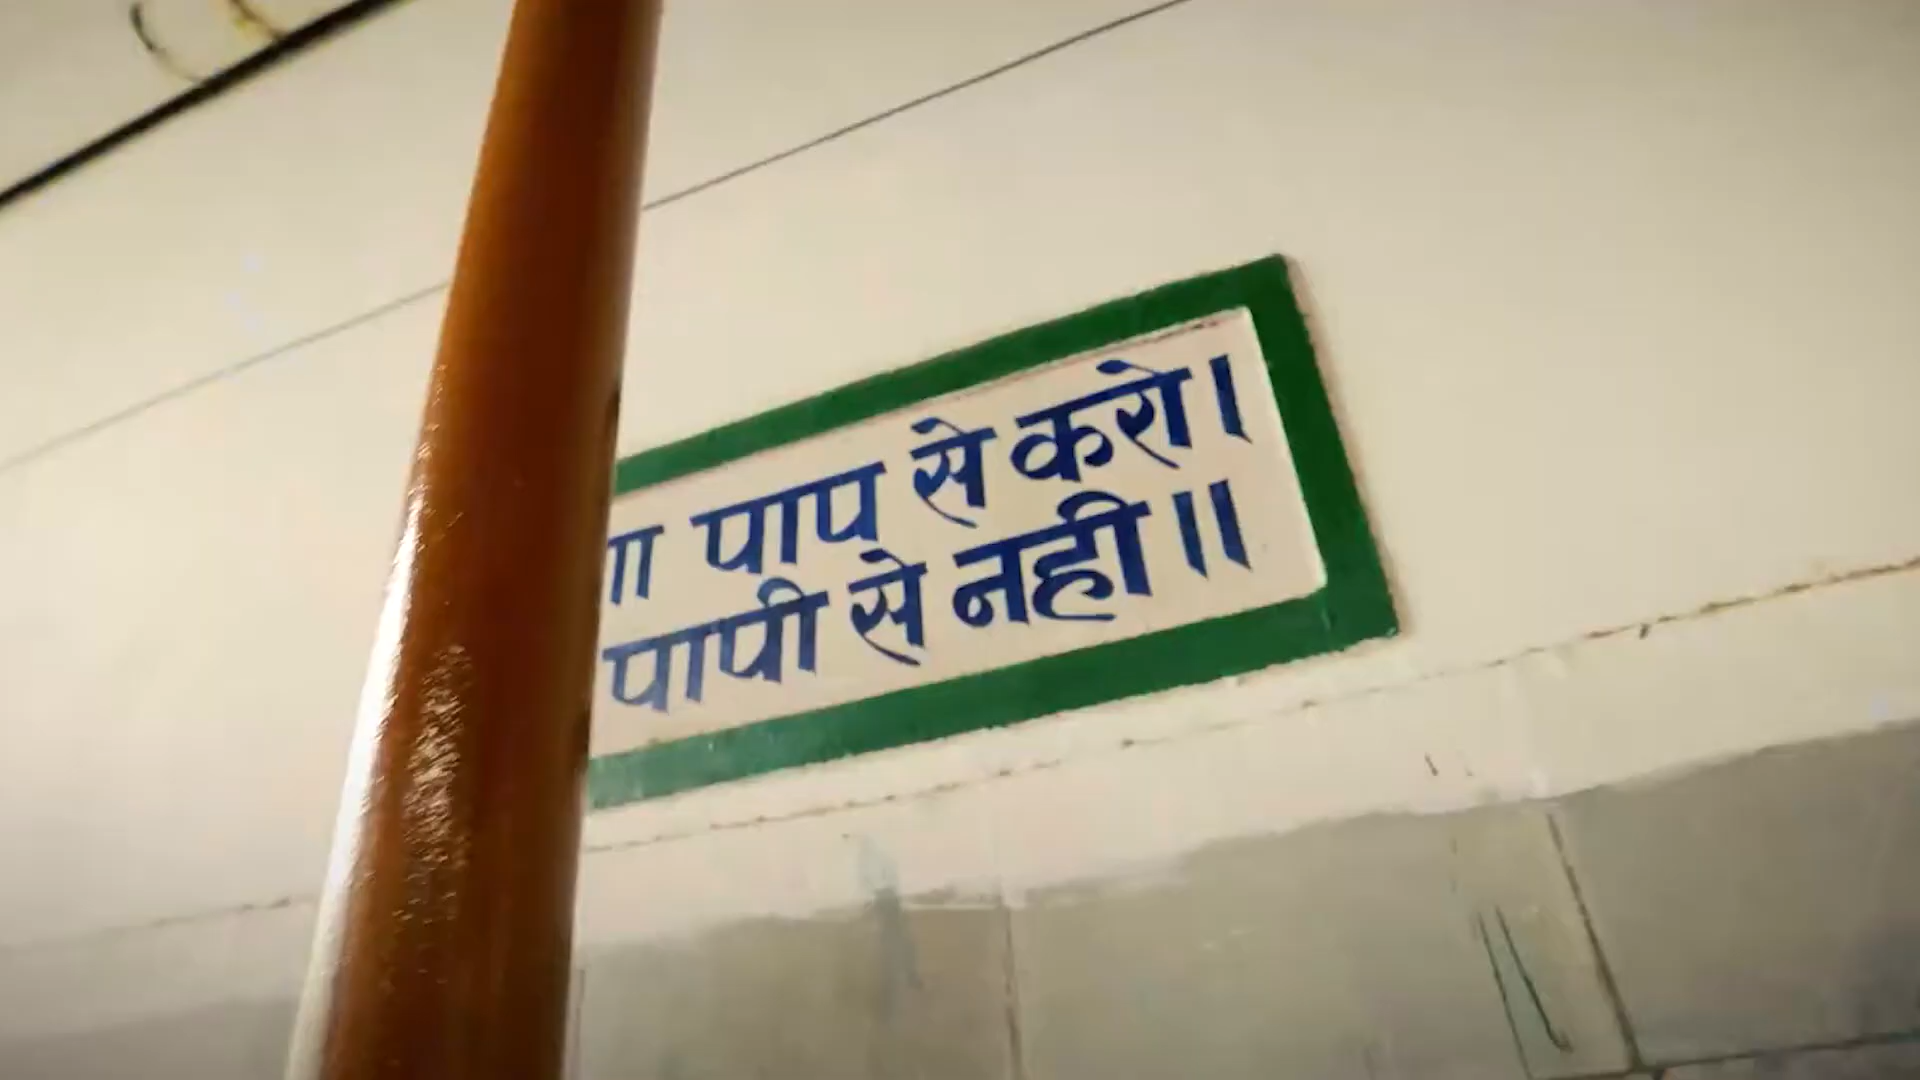 पाप से करो।
पापी से नही॥